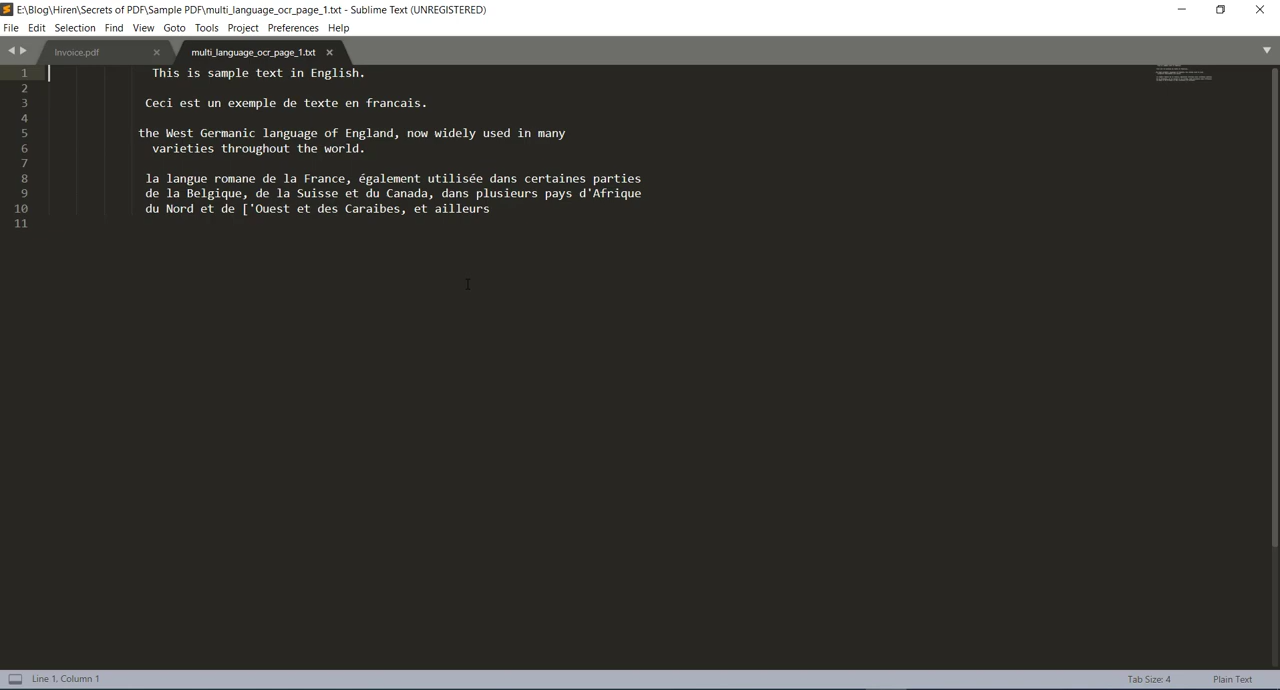 E:\Blog\Hiren\Secrets of PDF\Sample PDF\multi_language_ocr_page_1.txt - Sublime Text (UNREGISTERED)
File Edit Selection Find View Goto Tools Project Preferences Help
Invoice.pdf multi_language_ocr_page_1.txt
1 This is sample text in English.
2
3 Ceci est un exemple de texte en francais.
4
5 the West Germanic language of England, now widely used in many
6 varieties throughout the world.
7
8 la langue romane de la France, également utilisée dans certaines parties
9 de la Belgique, de la Suisse et du Canada, dans plusieurs pays d'Afrique
10 du Nord et de ['Ouest et des Caraibes, et ailleurs
11
Line 1, Column 1 Tab Size: 4 Plain Text